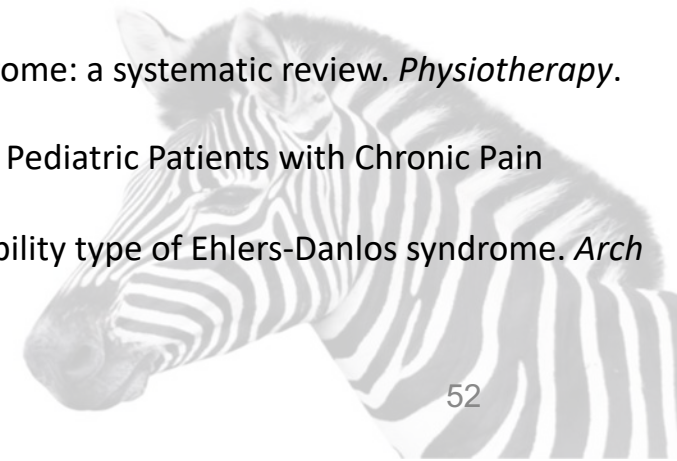 ome: a systematic review. Physiotherapy.
Pediatric Patients with Chronic Pain
bility type of Ehlers-Danlos syndrome. Arch
52